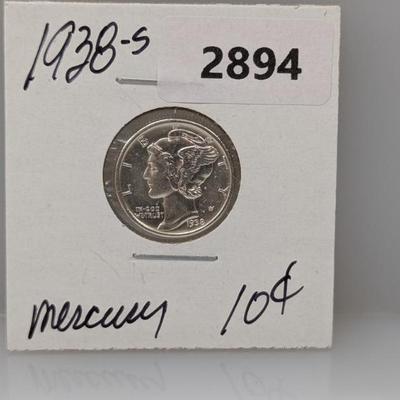 1938-S
2894
LIBERTY
IN GOD
WE TRUST
1938
mercury 10¢